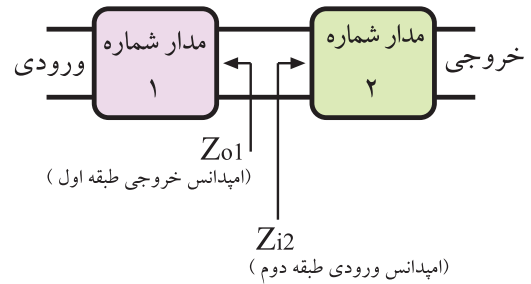 ورودی
مدار شماره
۱
مدار شماره
۲
خروجی
Zo1
(امپدانس خروجی طبقه اول )
Zi2
(امپدانس ورودی طبقه دوم )